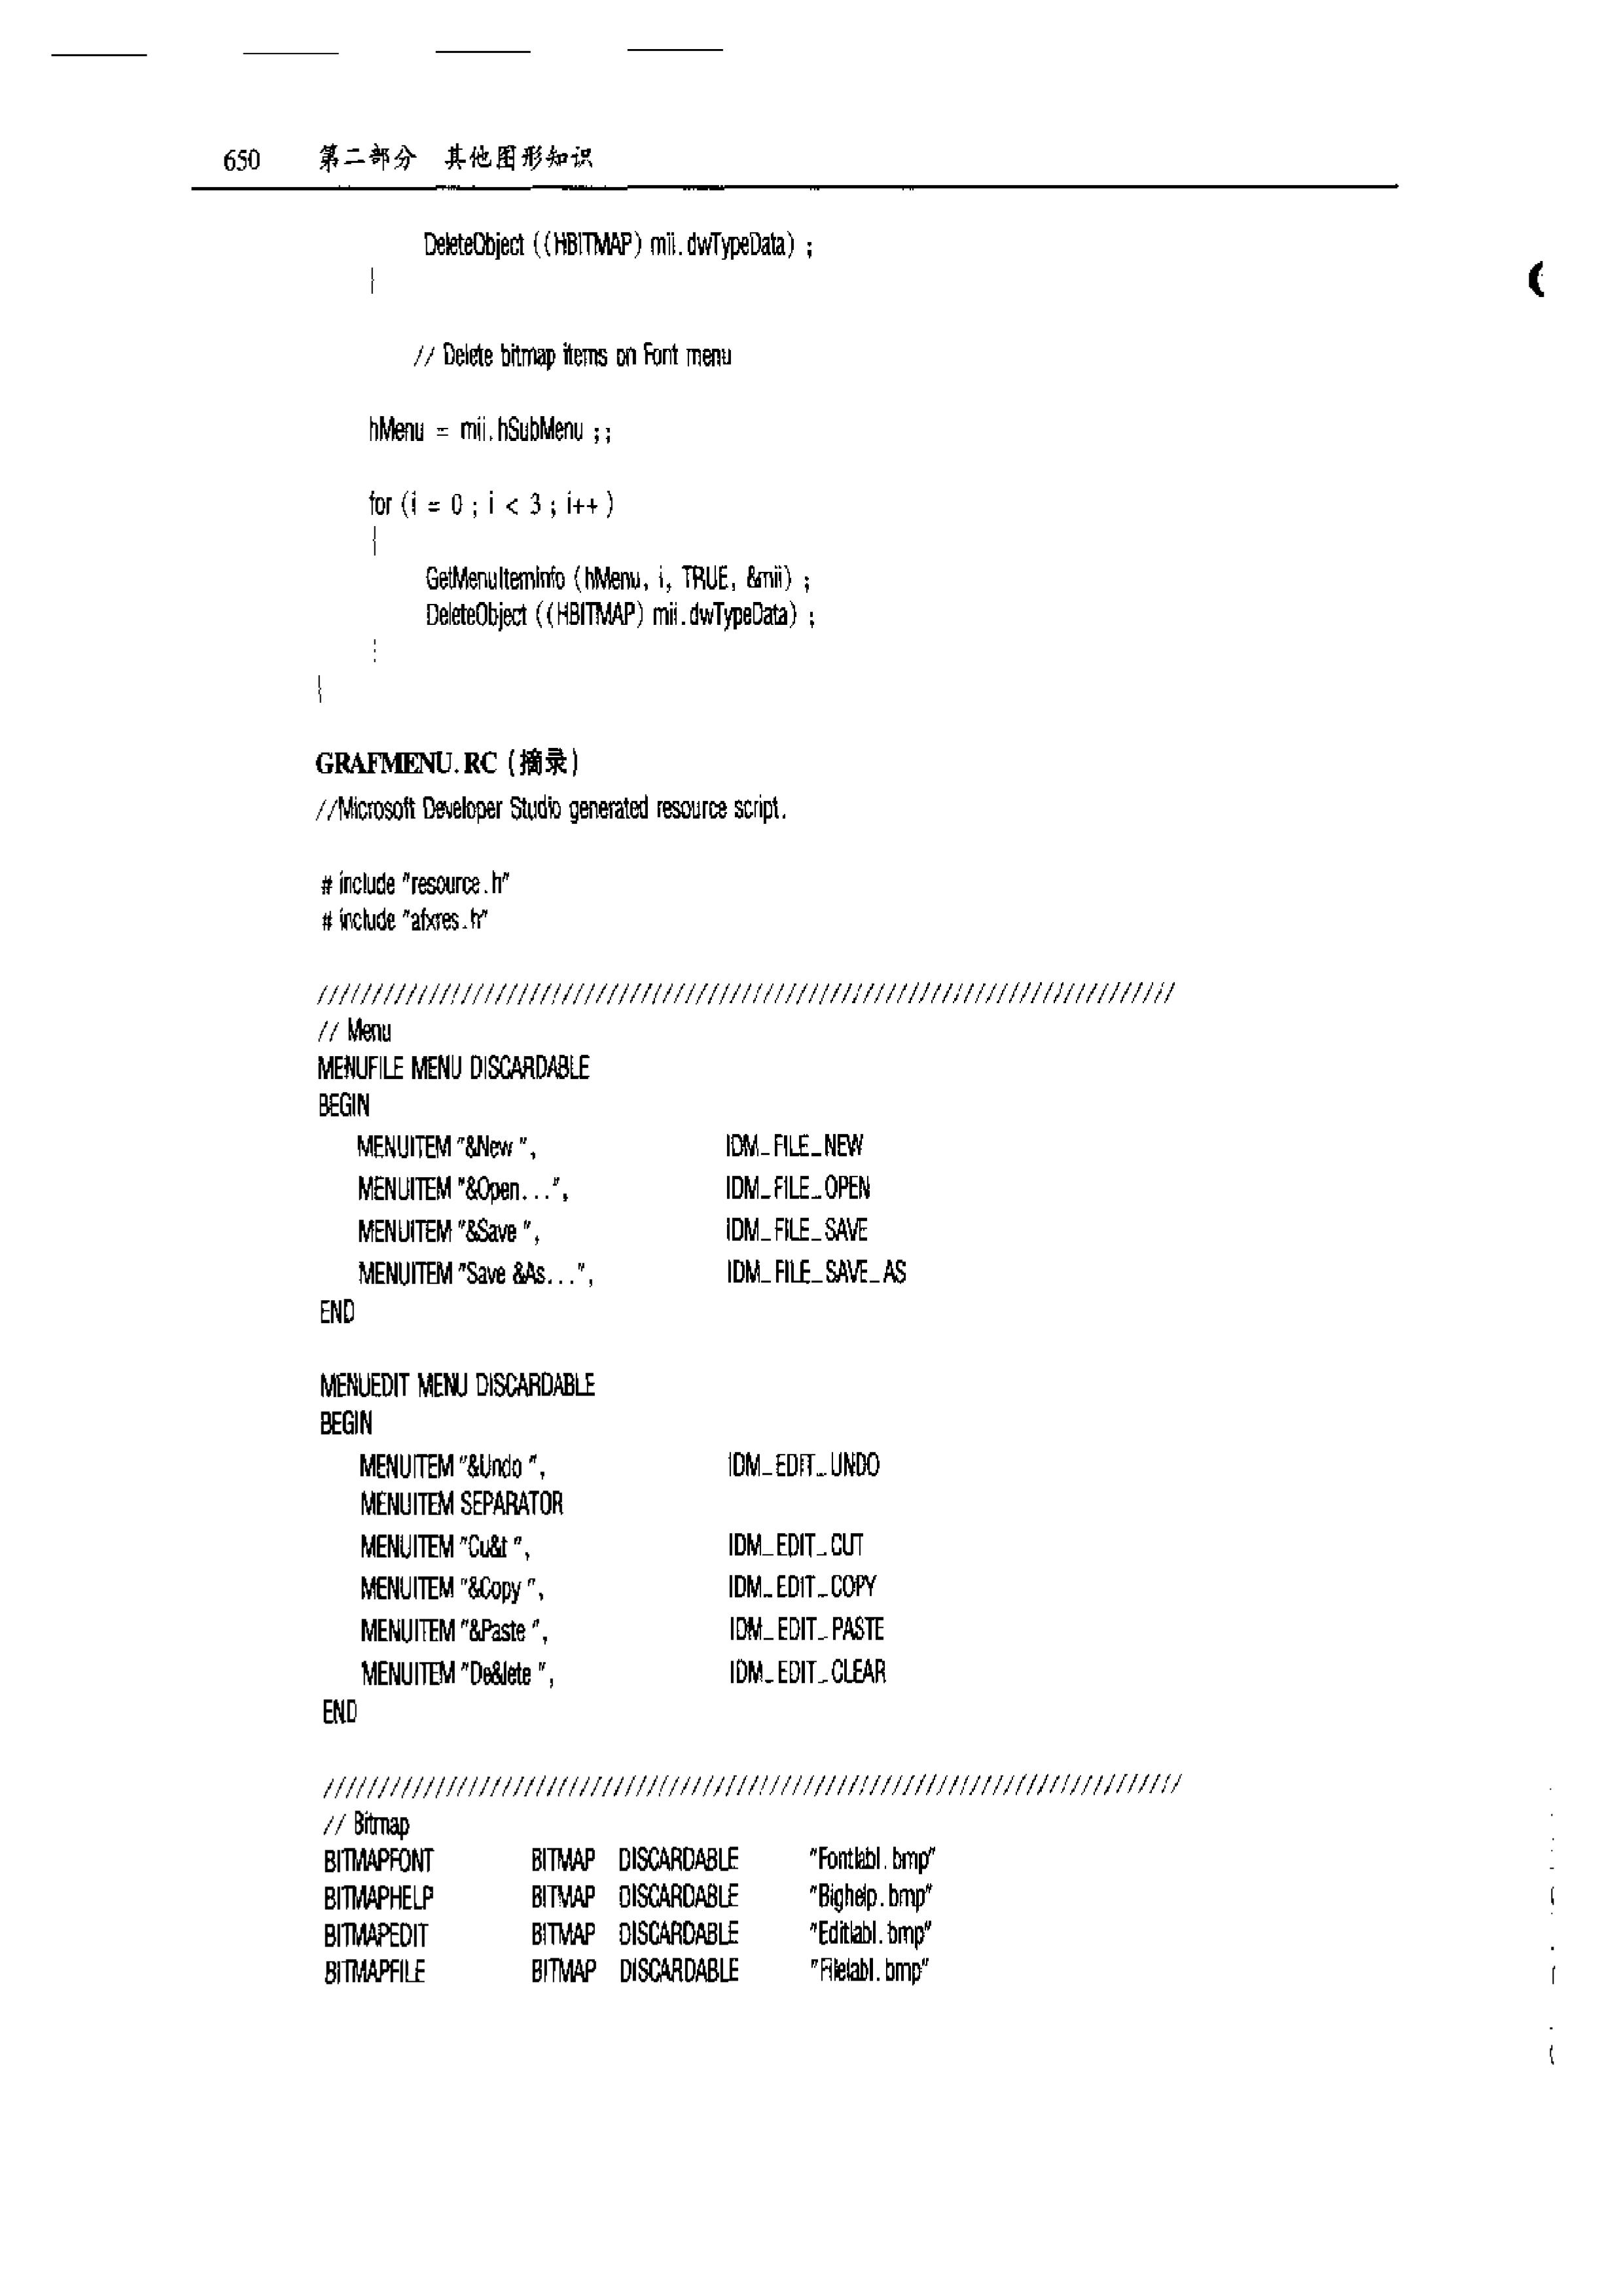 650 第二部分 其他图形知识
DeleteObject ((HBITMAP) mii.dwTypeData) ;
}
// Delete bitmap items on Font menu
hMenu = mii.hSubMenu ;;
for (i = 0 ; i < 3 ; i++ )
{
GetMenuItemInfo (hMenu, i, TRUE, &mii) ;
DeleteObject ((HBITMAP) mii.dwTypeData) ;
}
}
GRAFMENU.RC (摘录)
//Microsoft Developer Studio generated resource script.
# include "resource.h"
# include "afxres.h"
/////////////////////////////////////////////////////////////////////////////
// Menu
MENUFILE MENU DISCARDABLE
BEGIN
MENUITEM "&New ", IDM_FILE_NEW
MENUITEM "&Open...", IDM_FILE_OPEN
MENUITEM "&Save ", IDM_FILE_SAVE
MENUITEM "Save &As...", IDM_FILE_SAVE_AS
END
MENUEDIT MENU DISCARDABLE
BEGIN
MENUITEM "&Undo ", IDM_EDIT_UNDO
MENUITEM SEPARATOR
MENUITEM "Cu&t ", IDM_EDIT_CUT
MENUITEM "&Copy ", IDM_EDIT_COPY
MENUITEM "&Paste ", IDM_EDIT_PASTE
MENUITEM "De&lete ", IDM_EDIT_CLEAR
END
/////////////////////////////////////////////////////////////////////////////
// Bitmap
BITMAPFONT BITMAP DISCARDABLE "Fontlabl.bmp"
BITMAPHELP BITMAP DISCARDABLE "Bighelp.bmp"
BITMAPEDIT BITMAP DISCARDABLE "Editlabl.bmp"
BITMAPFILE BITMAP DISCARDABLE "Filelabl.bmp"